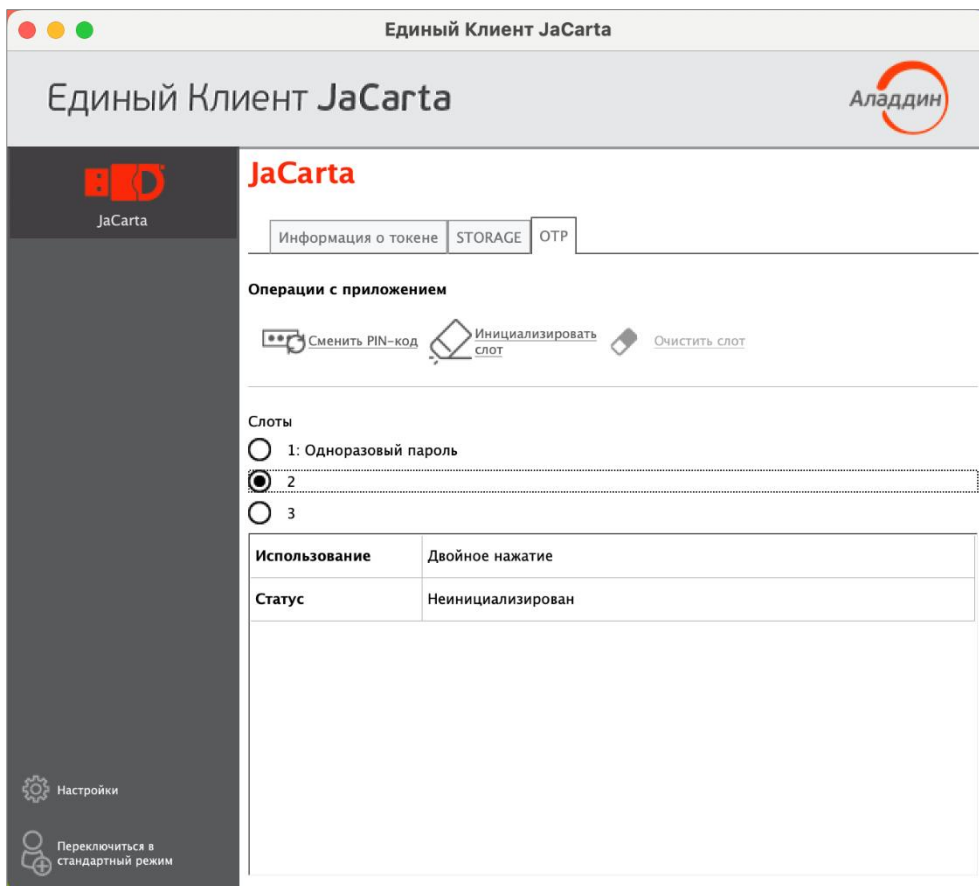 Единый Клиент JaCarta
Единый Клиент JaCarta
Аладдин
JaCarta
JaCarta
Информация о токене
STORAGE
OTP
Операции с приложением
Сменить PIN-код
Инициализировать
слот
Очистить слот
Слоты
1: Одноразовый пароль
2
3
Использование
Двойное нажатие
Статус
Неинициализирован
Настройки
Переключиться в
стандартный режим